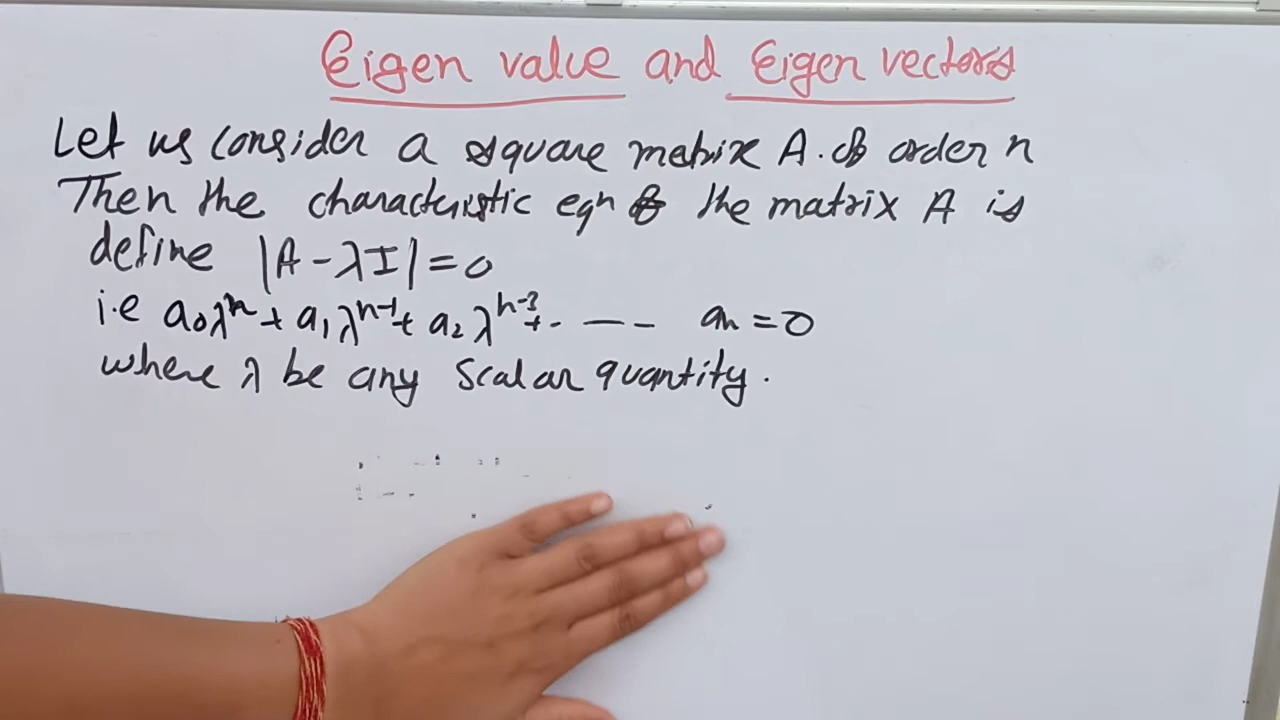 Eigen value and Eigen vectors
Let us consider a square matrix A. of order n
Then the characteristic eqn of the matrix A is
define |A - λI| = 0
i.e a₀λⁿ + a₁λⁿ⁻¹ + a₂λⁿ⁻² + - - - - aₙ = 0
where λ be any scalar quantity.